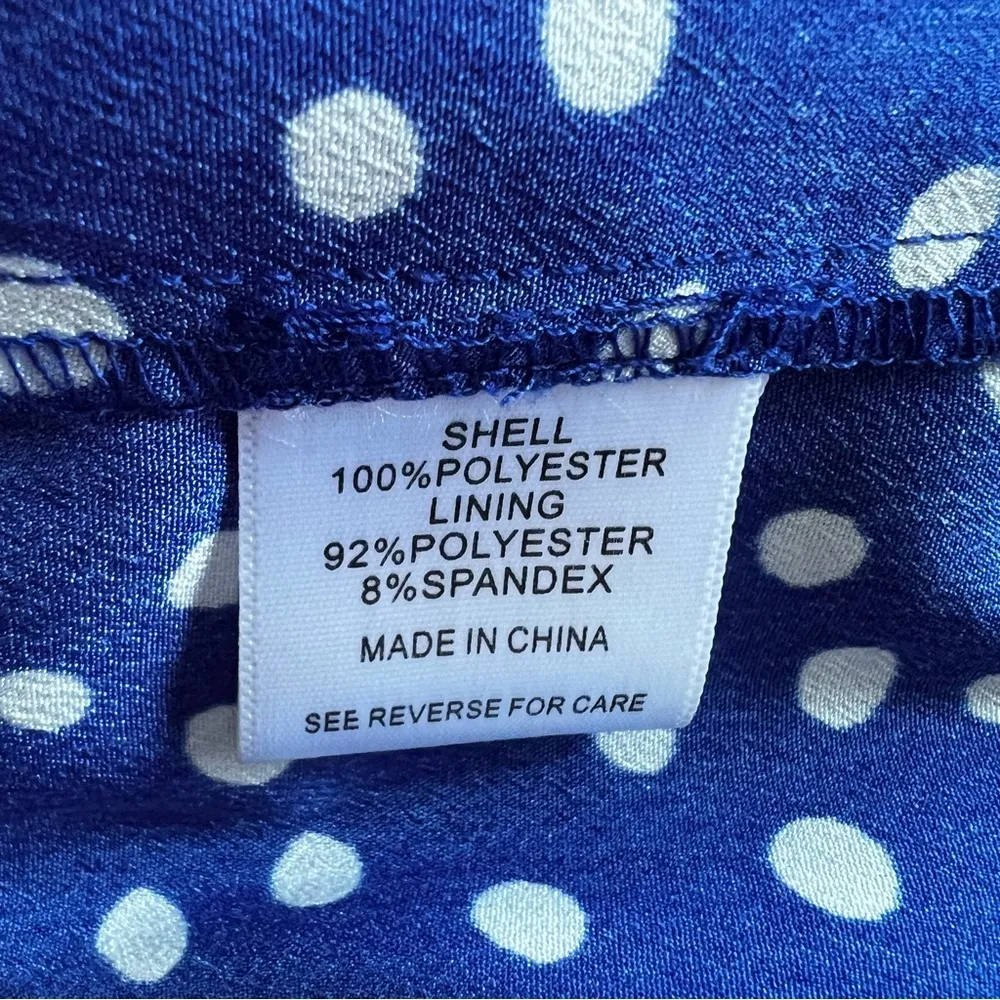 SHELL
100%POLYESTER
LINING
92%POLYESTER
8%SPANDEX
MADE IN CHINA
SEE REVERSE FOR CARE